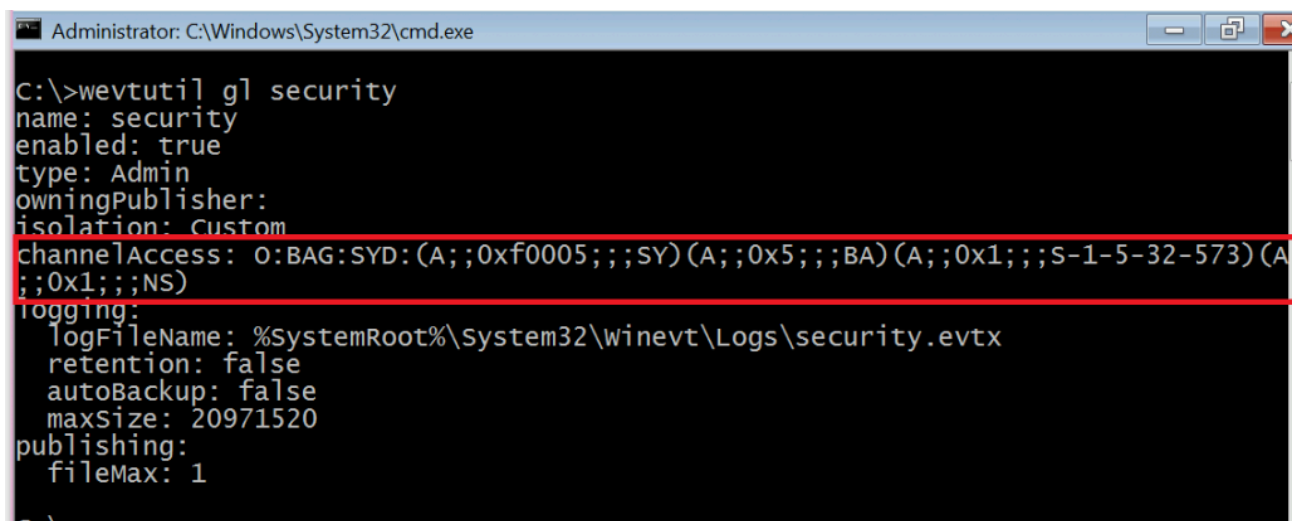 Administrator: C:\Windows\System32\cmd.exe
C:\>wevtutil gl security
name: security
enabled: true
type: Admin
owningPublisher:
isolation: Custom
channelAccess: O:BAG:SYD:(A;;0xf0005;;;SY)(A;;0x5;;;BA)(A;;0x1;;;S-1-5-32-573)(A
;;0x1;;;NS)
logging:
  logFileName: %SystemRoot%\System32\Winevt\Logs\security.evtx
  retention: false
  autoBackup: false
  maxSize: 20971520
publishing:
  fileMax: 1